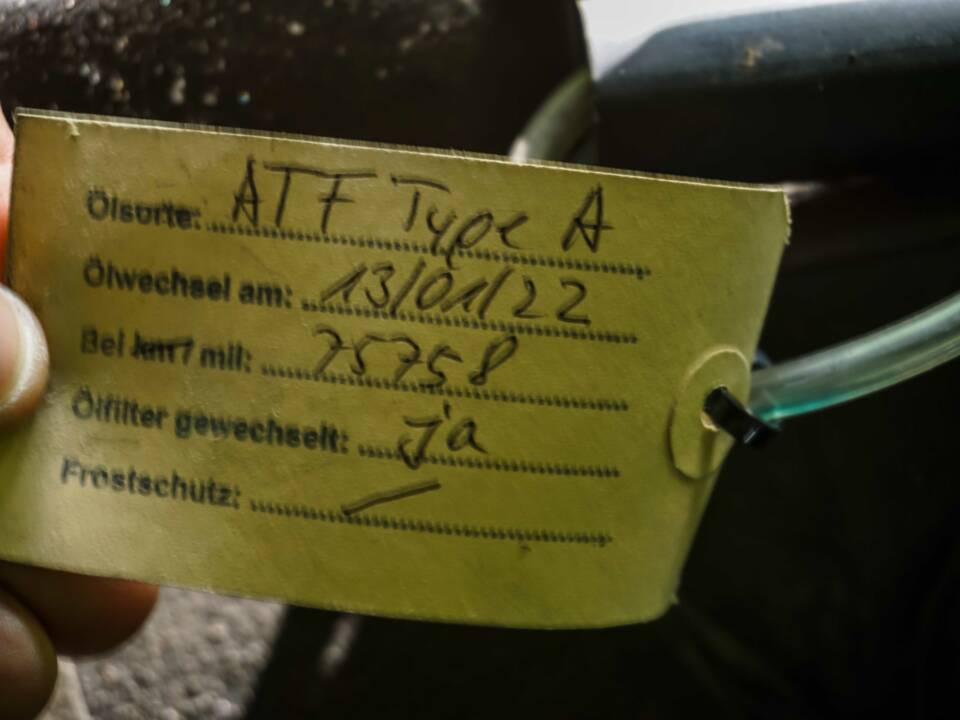 Ölsorte: ATF Type A
Ölwechsel am: 13/01/22
Bei km / mil: 75758
Ölfilter gewechselt: ja
Frostschutz: —